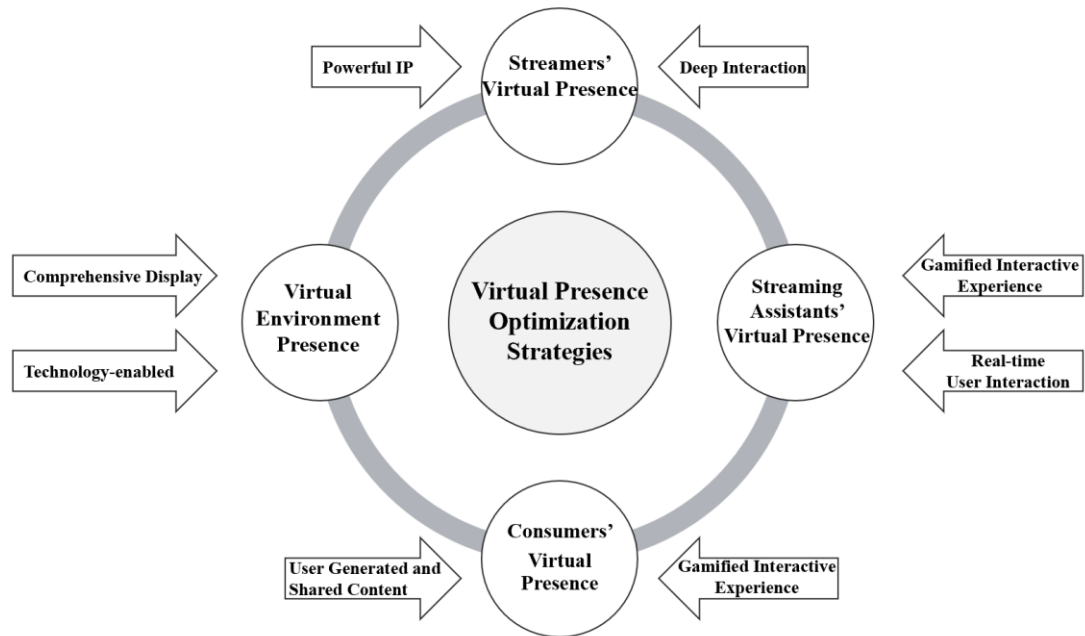 Powerful IP
Streamers’
Virtual Presence
Deep Interaction
Comprehensive Display
Technology-enabled
Virtual
Environment
Presence
Virtual Presence
Optimization
Strategies
Streaming
Assistants’
Virtual Presence
Gamified Interactive
Experience
Real-time
User Interaction
User Generated and
Shared Content
Consumers’
Virtual
Presence
Gamified Interactive
Experience